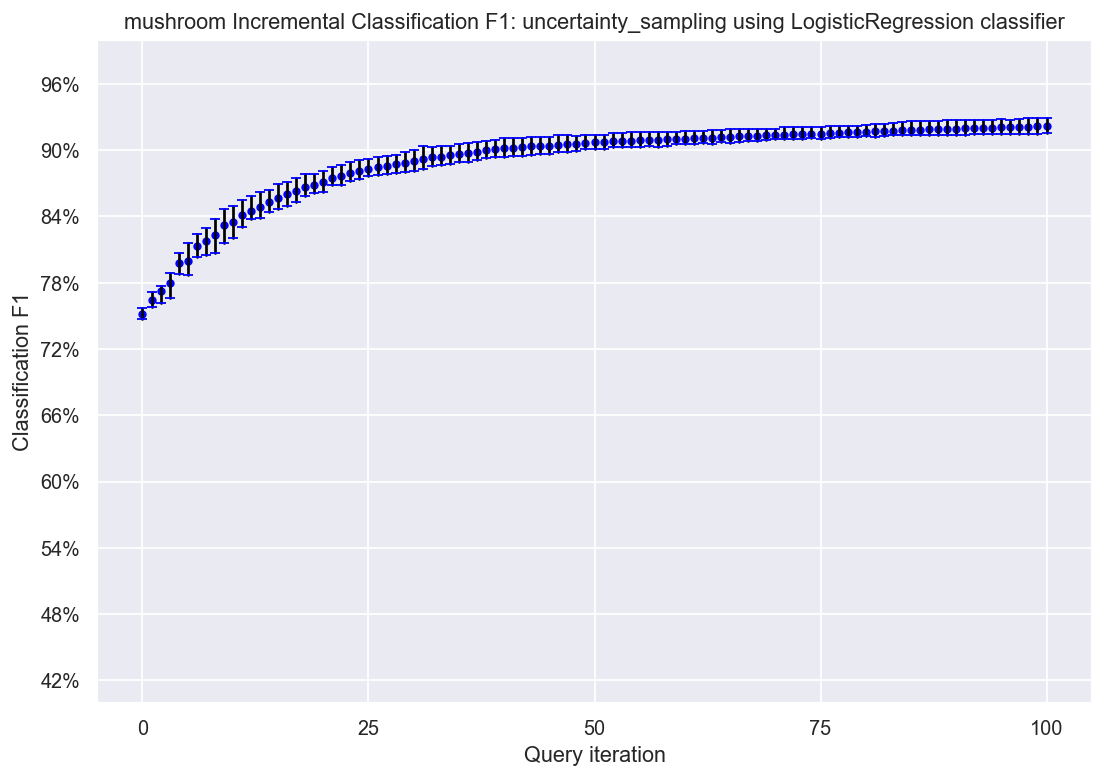 mushroom Incremental Classification F1: uncertainty_sampling using LogisticRegression classifier
Classification F1
96%
90%
84%
78%
72%
66%
60%
54%
48%
42%
0 25 50 75 100
Query iteration